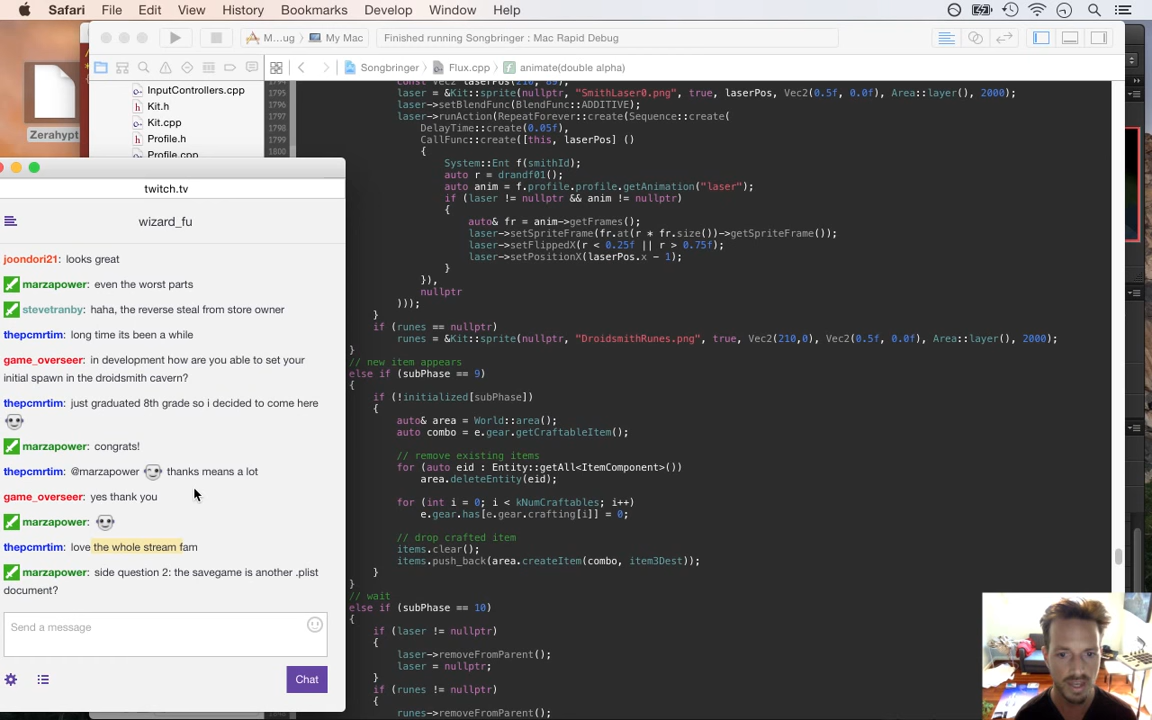 Safari File Edit View History Bookmarks Develop Window Help
M...ug My Mac Finished running Songbringer : Mac Rapid Debug
Songbringer Flux.cpp animate(double alpha)
InputControllers.cpp
Kit.h
Kit.cpp
Profile.h
Profile.cpp
Zerahypt
twitch.tv
wizard_fu
joondori21: looks great
marzapower: even the worst parts
stevetranby: haha, the reverse steal from store owner
thepcmrtim: long time its been a while
game_overseer: in development how are you able to set your
initial spawn in the droidsmith cavern?
thepcmrtim: just graduated 8th grade so i decided to come here
marzapower: congrats!
thepcmrtim: @marzapower thanks means a lot
game_overseer: yes thank you
marzapower:
thepcmrtim: love the whole stream fam
marzapower: side question 2: the savegame is another .plist
document?
Send a message
Chat
1795 laser = &Kit::sprite(nullptr, "SmithLaser0.png", true, laserPos, Vec2(0.5f, 0.0f), Area::layer(), 2000);
1796 laser->setBlendFunc(BlendFunc::ADDITIVE);
1797 laser->runAction(RepeatForever::create(Sequence::create(
1798 DelayTime::create(0.05f),
1799 CallFunc::create([this, laserPos] ()
1800 {
System::Ent f(smithId);
auto r = drandf01();
auto anim = f.profile.profile.getAnimation("laser");
if (laser != nullptr && anim != nullptr)
{
auto& fr = anim->getFrames();
laser->setSpriteFrame(fr.at(r * fr.size())->getSpriteFrame());
laser->setFlippedX(r < 0.25f || r > 0.75f);
laser->setPositionX(laserPos.x - 1);
}
}),
nullptr
)));
}
if (runes == nullptr)
runes = &Kit::sprite(nullptr, "DroidsmithRunes.png", true, Vec2(210,0), Vec2(0.5f, 0.0f), Area::layer(), 2000);
}
// new item appears
else if (subPhase == 9)
{
if (!initialized[subPhase])
{
auto& area = World::area();
auto combo = e.gear.getCraftableItem();
// remove existing items
for (auto eid : Entity::getAll<ItemComponent>())
area.deleteEntity(eid);
for (int i = 0; i < kNumCraftables; i++)
e.gear.has[e.gear.crafting[i]] = 0;
// drop crafted item
items.clear();
items.push_back(area.createItem(combo, item3Dest));
}
}
// wait
else if (subPhase == 10)
{
if (laser != nullptr)
{
laser->removeFromParent();
laser = nullptr;
}
if (runes != nullptr)
{
runes->removeFromParent();